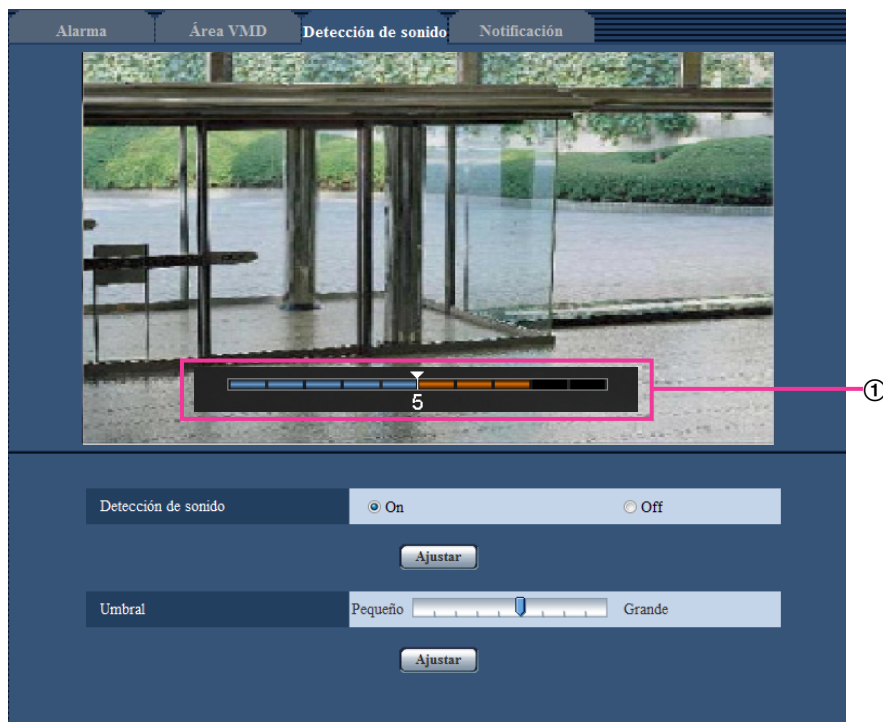 Alarma Área VMD Detección de sonido Notificación
5
①
Detección de sonido On Off
Ajustar
Umbral Pequeño Grande
Ajustar